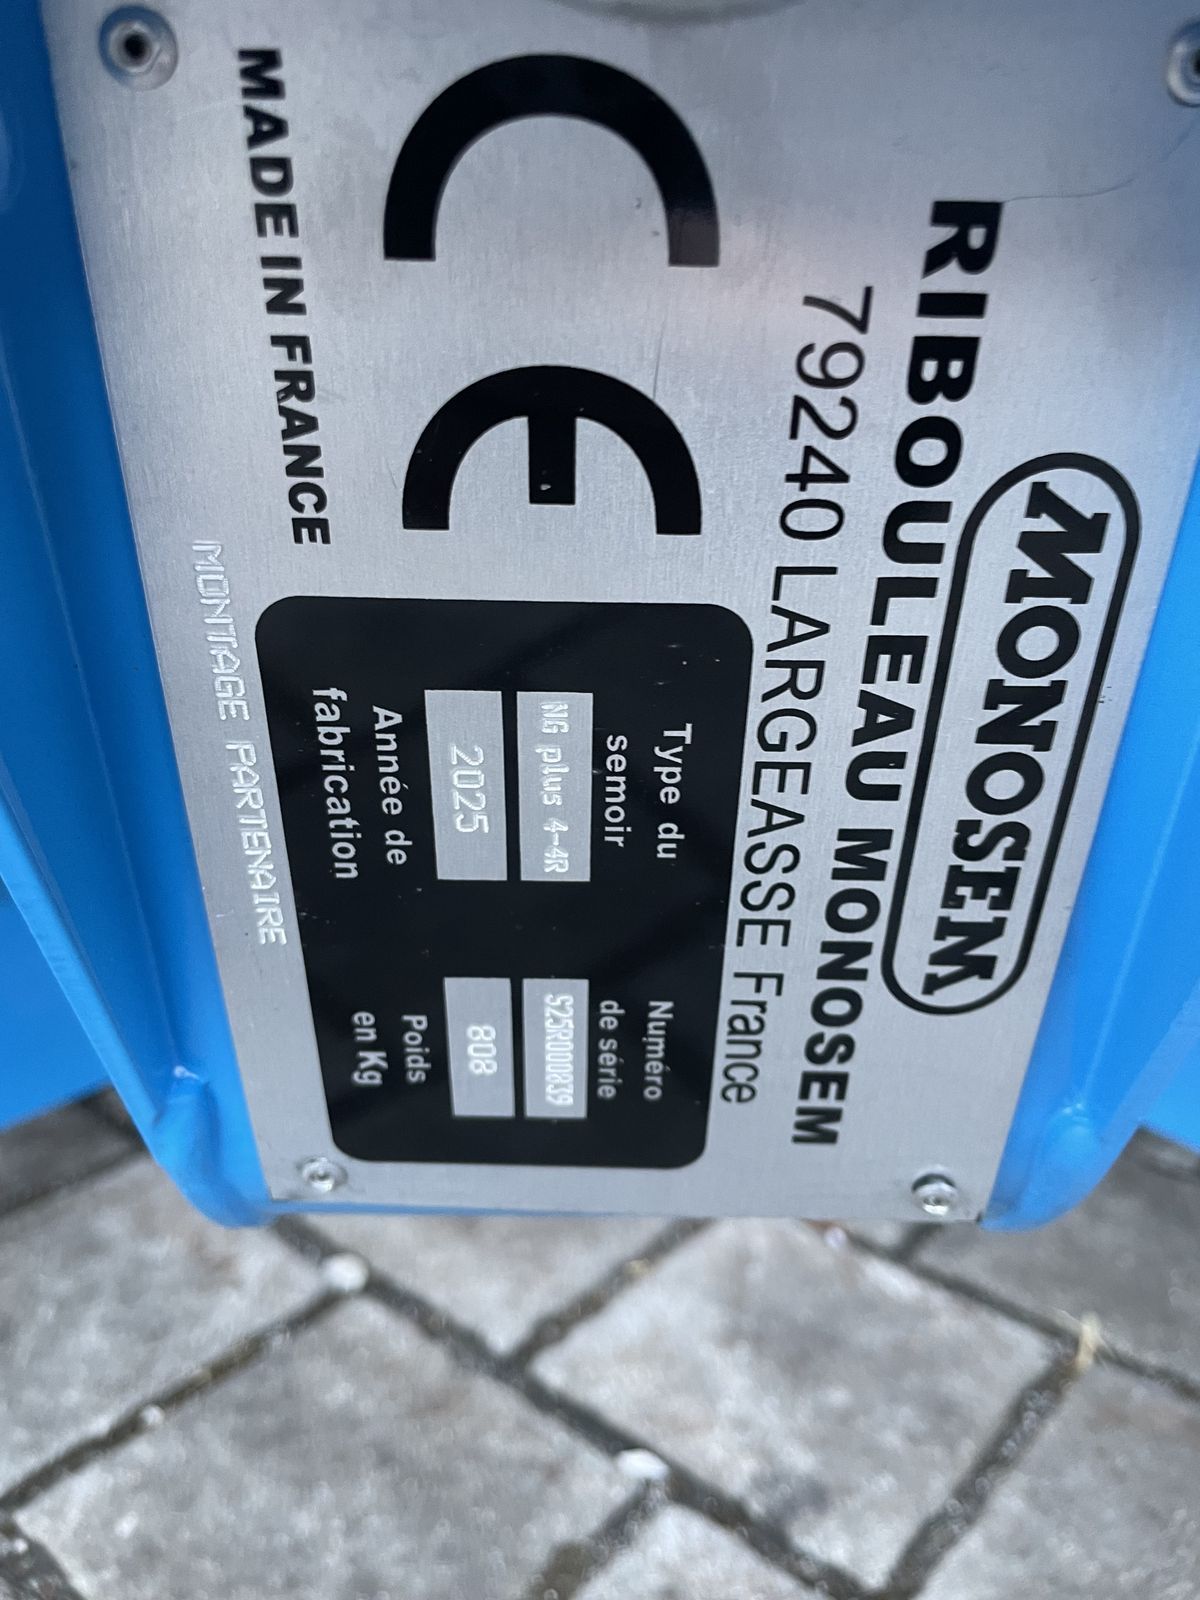 MONOSEM
RIBOULEAU MONOSEM
79240 LARGEASSE France
Type du
semoir
Numéro
de série
NG plus 4-4R
S25R000839
2025
808
Année de
fabrication
Poids
en Kg
CE
MADE IN FRANCE
MONTAGE PARTENAIRE